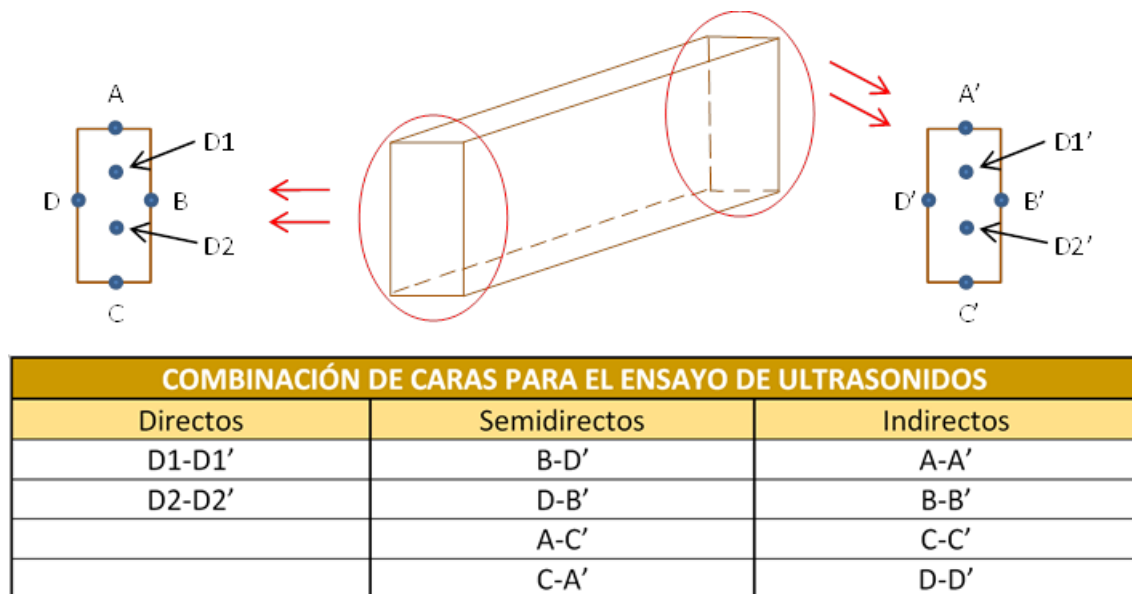 A
D1
D
B
D2
C
A’
D1’
D’
B’
D2’
C’
COMBINACIÓN DE CARAS PARA EL ENSAYO DE ULTRASONIDOS
Directos Semidirectos Indirectos
D1-D1’ B-D’ A-A’
D2-D2’ D-B’ B-B’
A-C’ C-C’
C-A’ D-D’